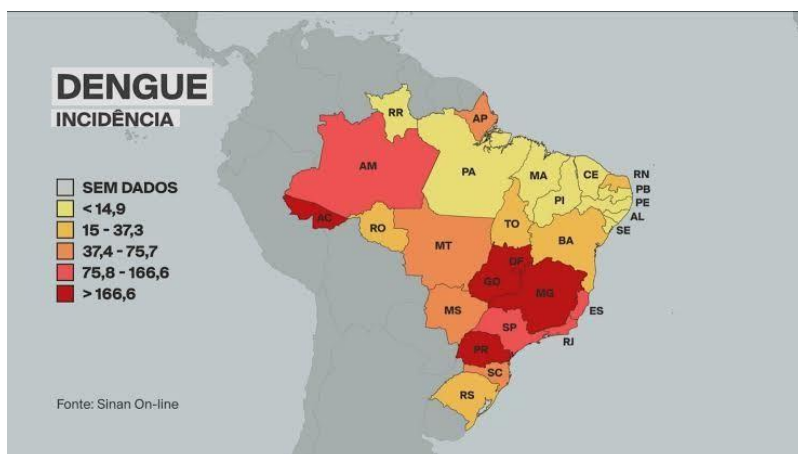 DENGUE
INCIDÊNCIA
SEM DADOS
< 14,9
15 - 37,3
37,4 - 75,7
75,8 - 166,6
> 166,6
RR
AP
AM
PA
MA
CE
RN
PB
PE
AL
SE
PI
AC
RO
TO
BA
MT
DF
GO
MG
ES
MS
SP
RJ
PR
SC
RS
Fonte: Sinan On-line